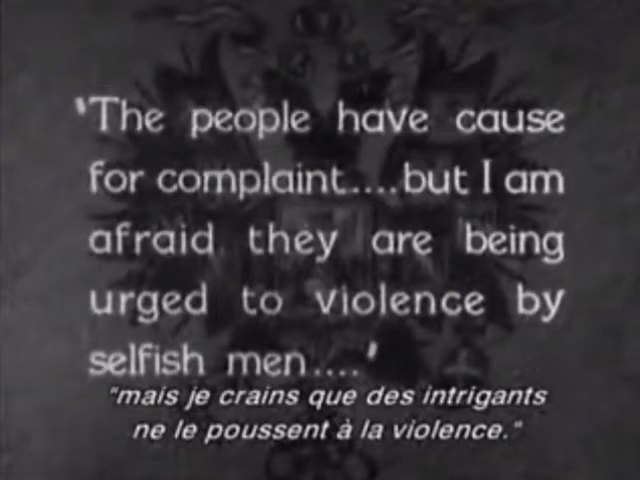 'The people have cause
for complaint....but I am
afraid they are being
urged to violence by
selfish men....'
"mais je crains que des intrigants
ne le poussent à la violence."